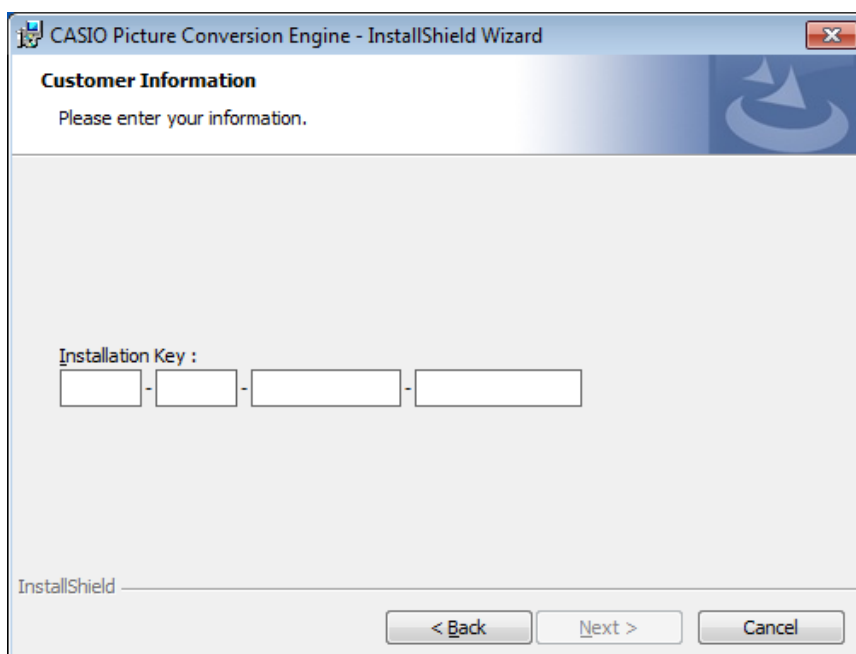 CASIO Picture Conversion Engine - InstallShield Wizard
Customer Information
Please enter your information.
Installation Key :
- - -
InstallShield
< Back Next > Cancel